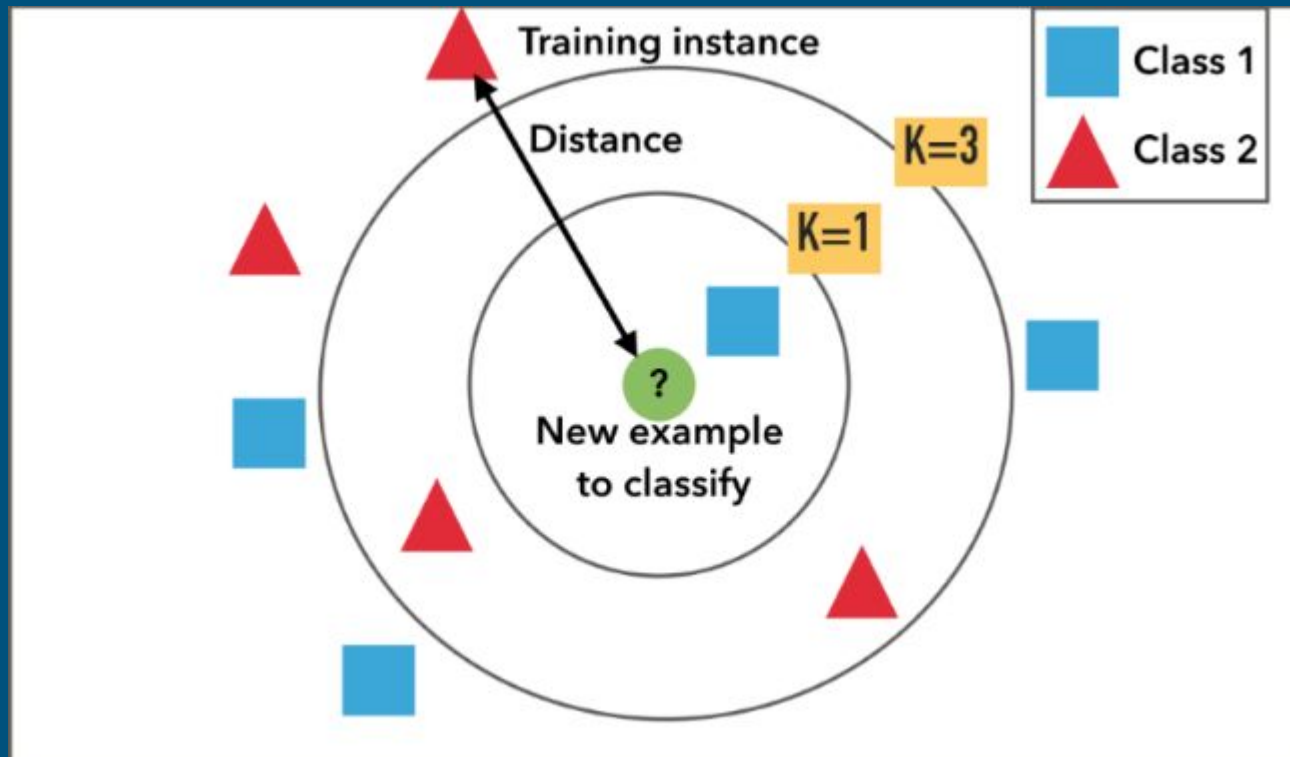 Training instance
Class 1
Distance
K=3
Class 2
K=1
?
New example
to classify